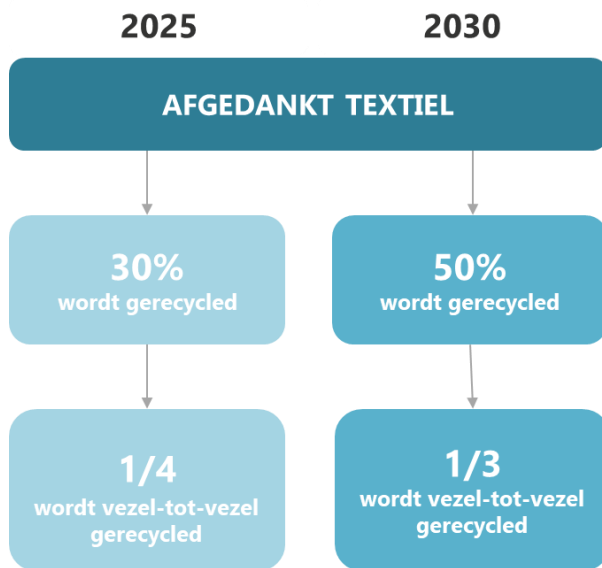 2025
2030
AFGEDANKT TEXTIEL
30%
wordt gerecycled
50%
wordt gerecycled
1/4
wordt vezel-tot-vezel
gerecycled
1/3
wordt vezel-tot-vezel
gerecycled